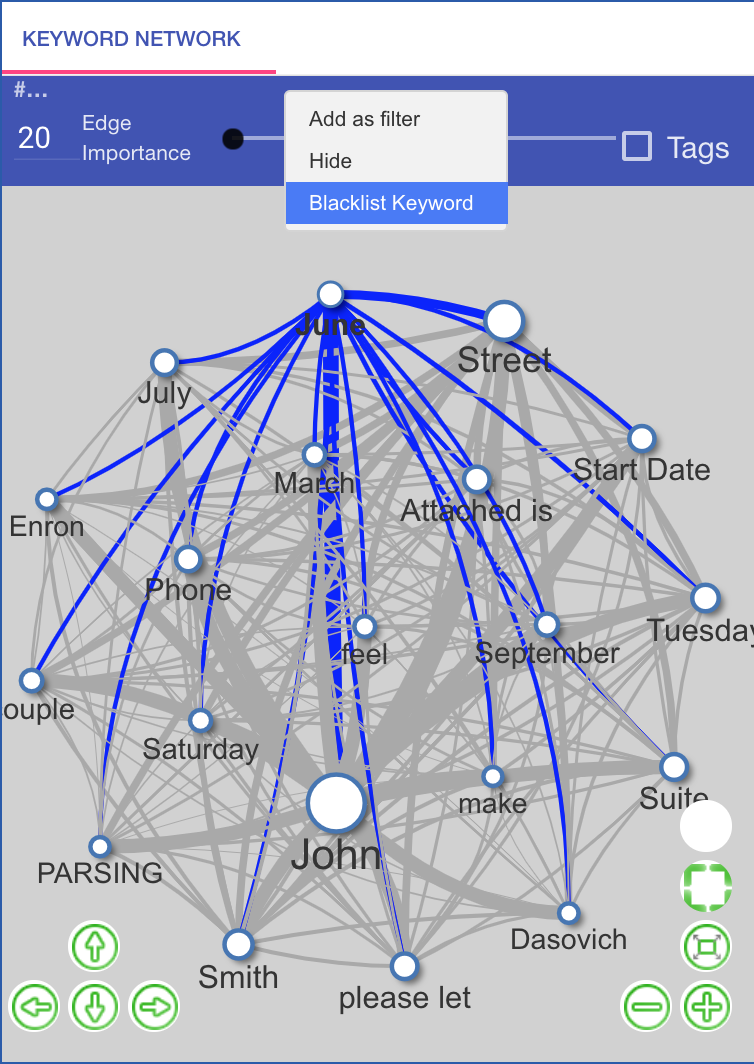 KEYWORD NETWORK
#...
20
Edge
Importance
Add as filter
Hide
Blacklist Keyword
Tags
June
Street
July
Start Date
March
Attached is
Enron
Phone
Tuesday
feel
September
ouple
Saturday
make
Suite
John
PARSING
Dasovich
Smith
please let